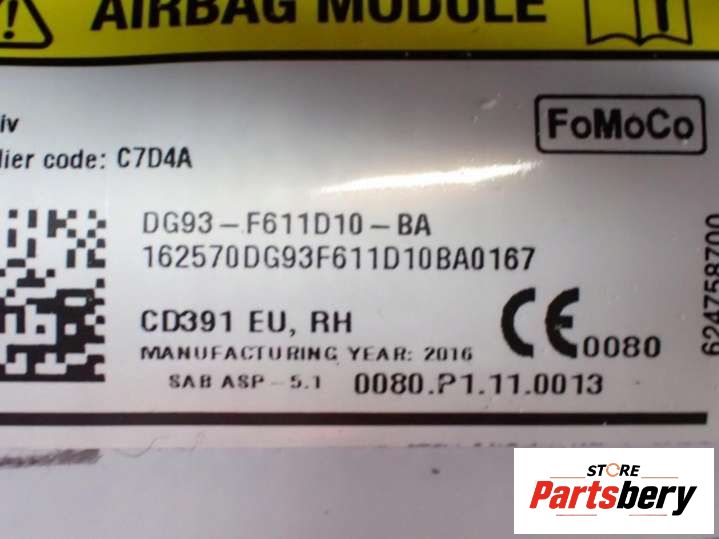 AIRBAG MODULE
iv
lier code: C7D4A
FoMoCo
DG93-F611D10-BA
162570DG93F611D10BA0167
CD391 EU, RH
MANUFACTURING YEAR: 2016
SAB ASP-5.1 0080.P1.11.0013
CE 0080
624758700
STORE
Partsbery